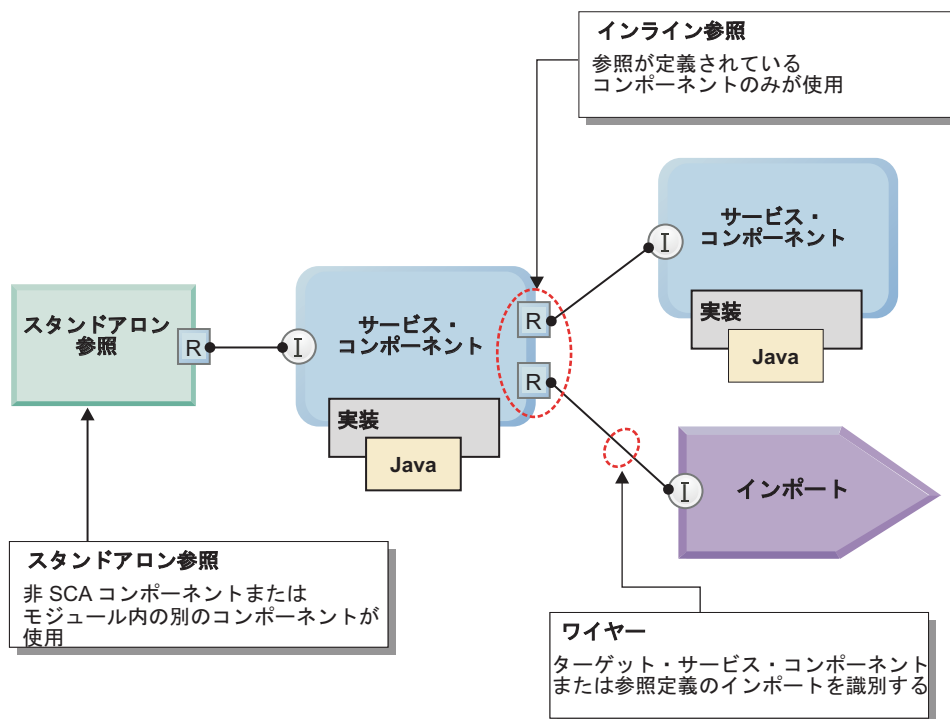 インライン参照
参照が定義されている
コンポーネントのみが使用
サービス・
コンポーネント
I
実装
Java
スタンドアロン
参照
R
I
サービス・
コンポーネント
R
R
実装
Java
I
インポート
スタンドアロン参照
非 SCA コンポーネントまたは
モジュール内の別のコンポーネントが
使用
ワイヤー
ターゲット・サービス・コンポーネント
または参照定義のインポートを識別する